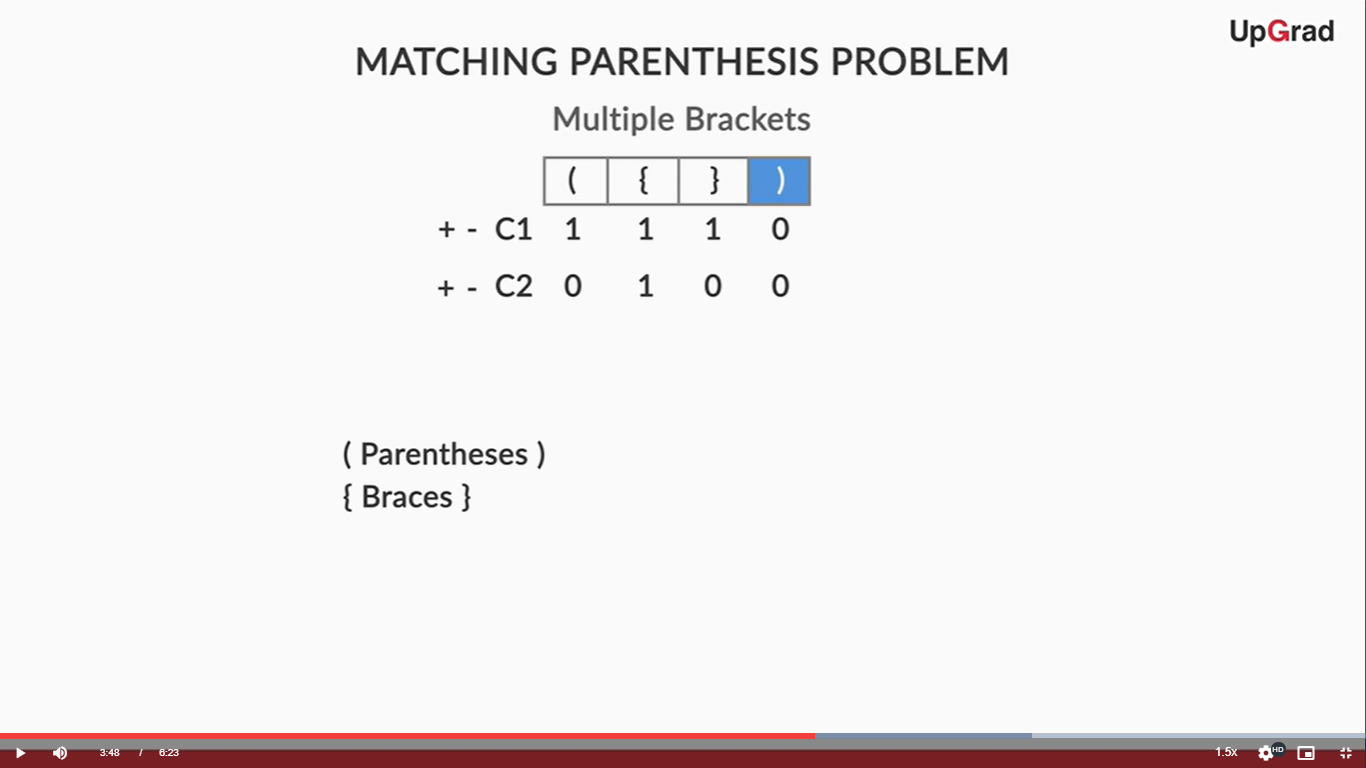 UpGrad
MATCHING PARENTHESIS PROBLEM
Multiple Brackets
( { } )
+ - C1 1 1 1 0
+ - C2 0 1 0 0
( Parentheses )
{ Braces }
3:48 / 6:23 1.5x HD